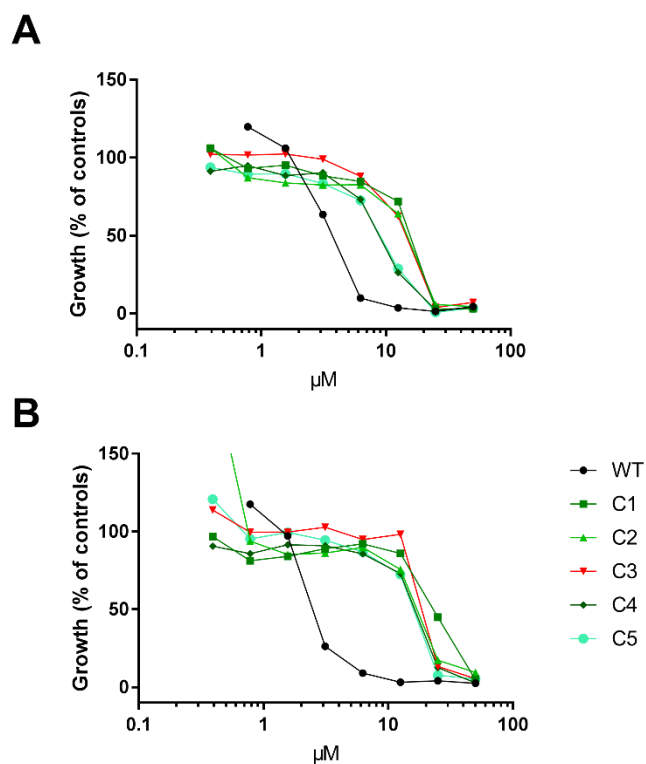 A
Growth (% of controls)
150
100
50
0
0.1
1
10
100
µM
B
Growth (% of controls)
150
100
50
0
0.1
1
10
100
µM
WT
C1
C2
C3
C4
C5